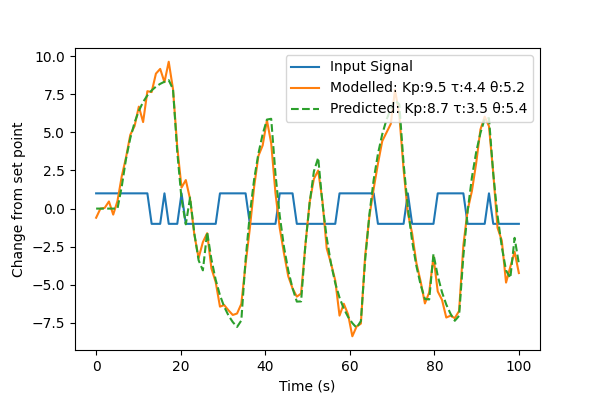 Input Signal
Modelled: Kp:9.5 τ:4.4 θ:5.2
Predicted: Kp:8.7 τ:3.5 θ:5.4
Change from set point
10.0
7.5
5.0
2.5
0.0
−2.5
−5.0
−7.5
0 20 40 60 80 100
Time (s)